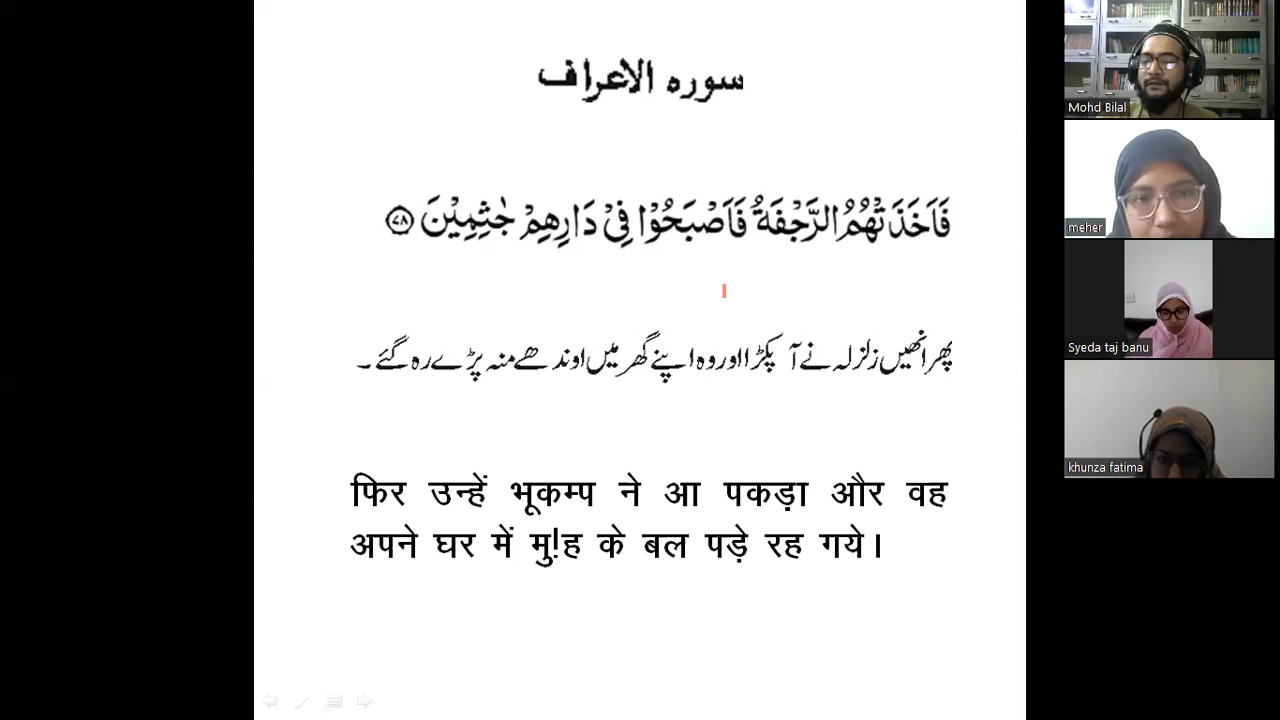 سورہ الاعراف
فَاَخَذَتْهُمُ الرَّجْفَةُ فَاَصْبَحُوْا فِيْ دَارِهِمْ جٰثِمِيْنَ ﴿۷۸﴾
پھر انھیں زلزلہ نے آ پکڑا اور وہ اپنے گھر میں اوندھے منہ پڑے رہ گئے ۔
फिर उन्हें भूकम्प ने आ पकड़ा और वह
अपने घर में मु!ह के बल पड़े रह गये।
Mohd Bilal
meher
Syeda taj banu
khunza fatima